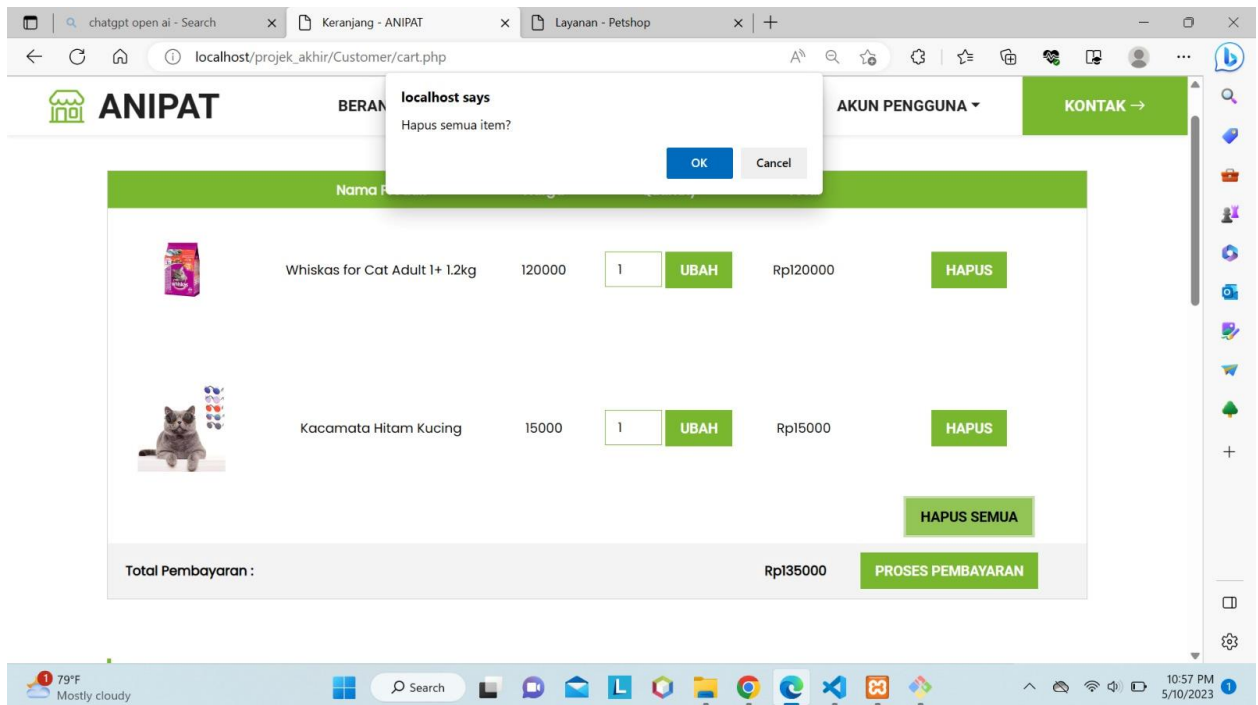 chatgpt open ai - Search
Keranjang - ANIPAT
Layanan - Petshop
localhost/projek_akhir/Customer/cart.php
ANIPAT
BERAN
localhost says
Hapus semua item?
OK
Cancel
AKUN PENGGUNA
KONTAK →
Nama
Whiskas for Cat Adult 1+ 1.2kg 120000 1 UBAH Rp120000 HAPUS
Kacamata Hitam Kucing 15000 1 UBAH Rp15000 HAPUS
HAPUS SEMUA
Total Pembayaran : Rp135000 PROSES PEMBAYARAN
1
79°F
Mostly cloudy
Search
10:57 PM
5/10/2023
1